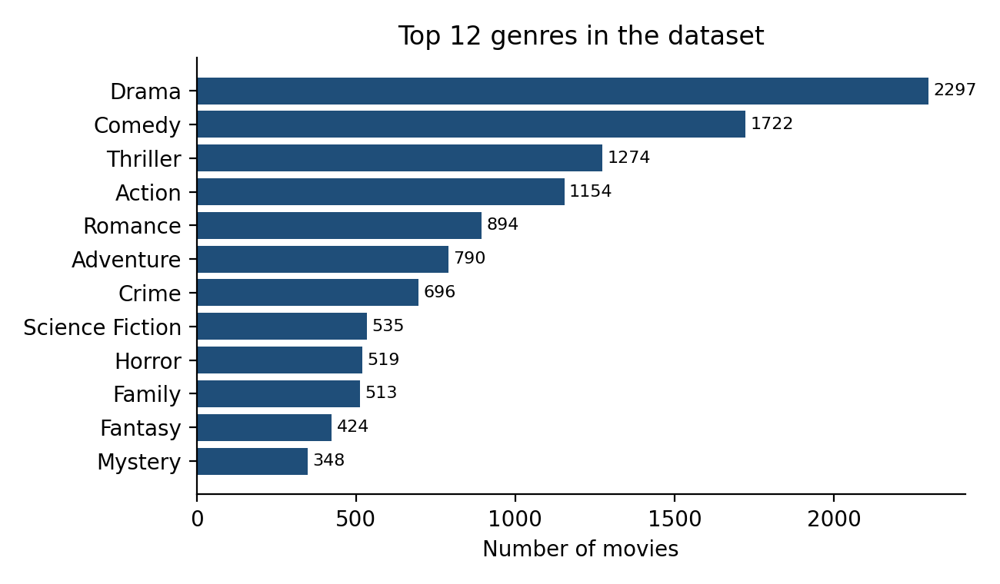 Top 12 genres in the dataset
Drama 2297
Comedy 1722
Thriller 1274
Action 1154
Romance 894
Adventure 790
Crime 696
Science Fiction 535
Horror 519
Family 513
Fantasy 424
Mystery 348
0 500 1000 1500 2000
Number of movies